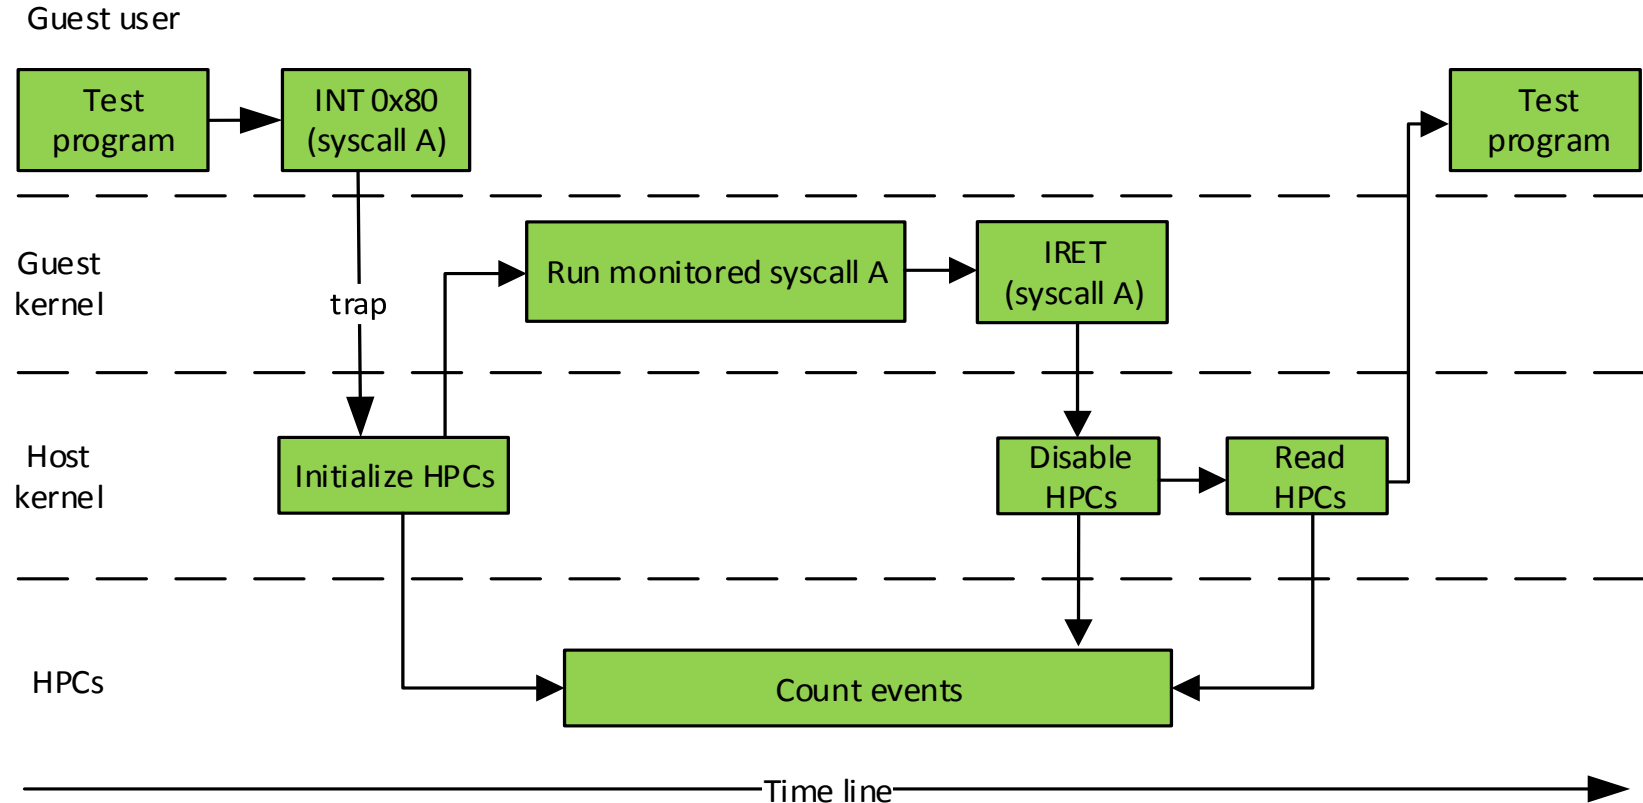 Guest user
Test
program
INT 0x80
(syscall A)
Test
program
Guest
kernel
trap
Run monitored syscall A
IRET
(syscall A)
Host
kernel
Initialize HPCs
Disable
HPCs
Read
HPCs
HPCs
Count events
Time line